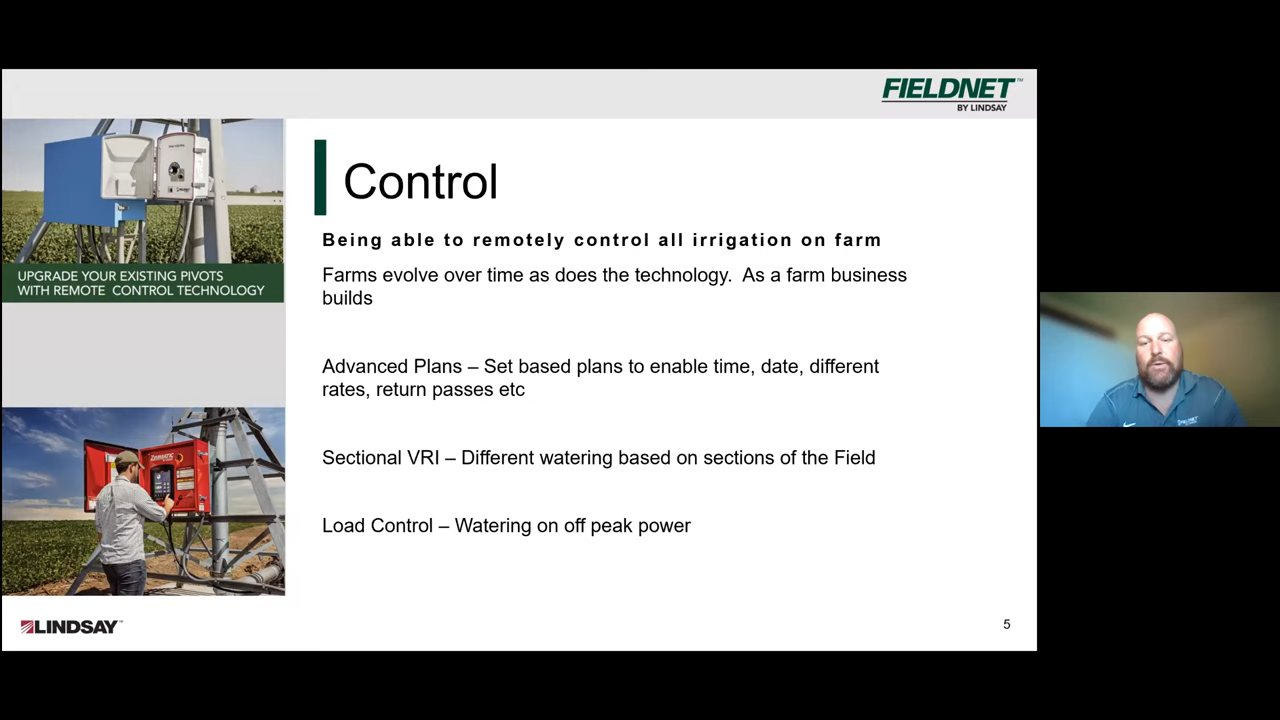 FIELDNET™
BY LINDSAY
Control
Being able to remotely control all irrigation on farm
Farms evolve over time as does the technology.  As a farm business
builds
Advanced Plans – Set based plans to enable time, date, different
rates, return passes etc
Sectional VRI – Different watering based on sections of the Field
Load Control – Watering on off peak power
UPGRADE YOUR EXISTING PIVOTS
WITH REMOTE CONTROL TECHNOLOGY
ZIMMATIC
LINDSAY™
5
FIELDNET